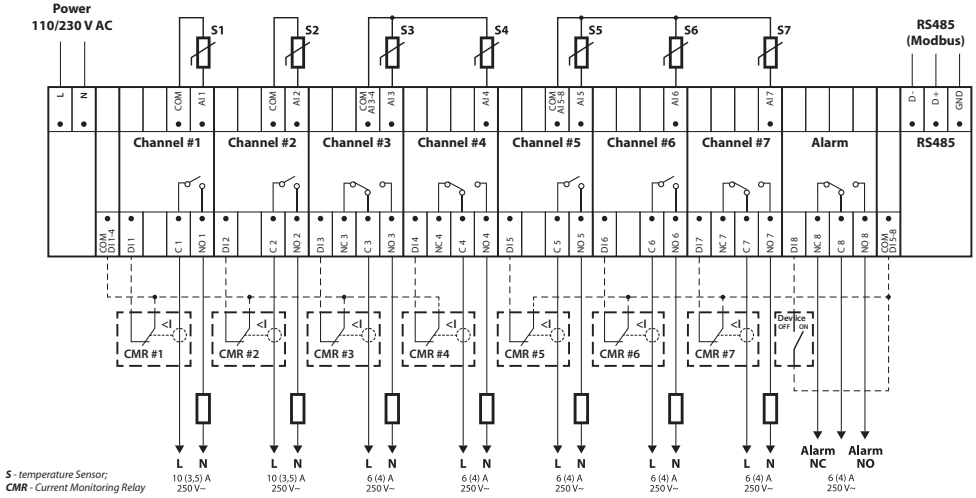 Power
110/230 V AC
S1
S2
S3
S4
S5
S6
S7
RS485
(Modbus)
L
N
COM
AI 1
COM
AI 2
COM
AI 3-4
AI 3
AI 4
COM
AI 5-8
AI 5
AI 6
AI 7
D -
D +
GND
Channel #1
Channel #2
Channel #3
Channel #4
Channel #5
Channel #6
Channel #7
Alarm
RS485
COM
DI 1-4
DI 1
C 1
NO 1
DI 2
C 2
NO 2
DI 3
NC 3
C 3
NO 3
DI 4
NC 4
C 4
NO 4
DI 5
C 5
NO 5
DI 6
C 6
NO 6
DI 7
NC 7
C 7
NO 7
DI 8
NC 8
C 8
NO 8
COM
DI 5-8
<I
<I
<I
<I
<I
<I
<I
Device
OFF ON
CMR #1
CMR #2
CMR #3
CMR #4
CMR #5
CMR #6
CMR #7
L N
L N
L N
L N
L N
L N
L N
Alarm
NC
Alarm
NO
10 (3,5) A
250 V~
10 (3,5) A
250 V~
6 (4) A
250 V~
6 (4) A
250 V~
6 (4) A
250 V~
6 (4) A
250 V~
6 (4) A
250 V~
6 (4) A
250 V~
S - temperature Sensor;
CMR - Current Monitoring Relay